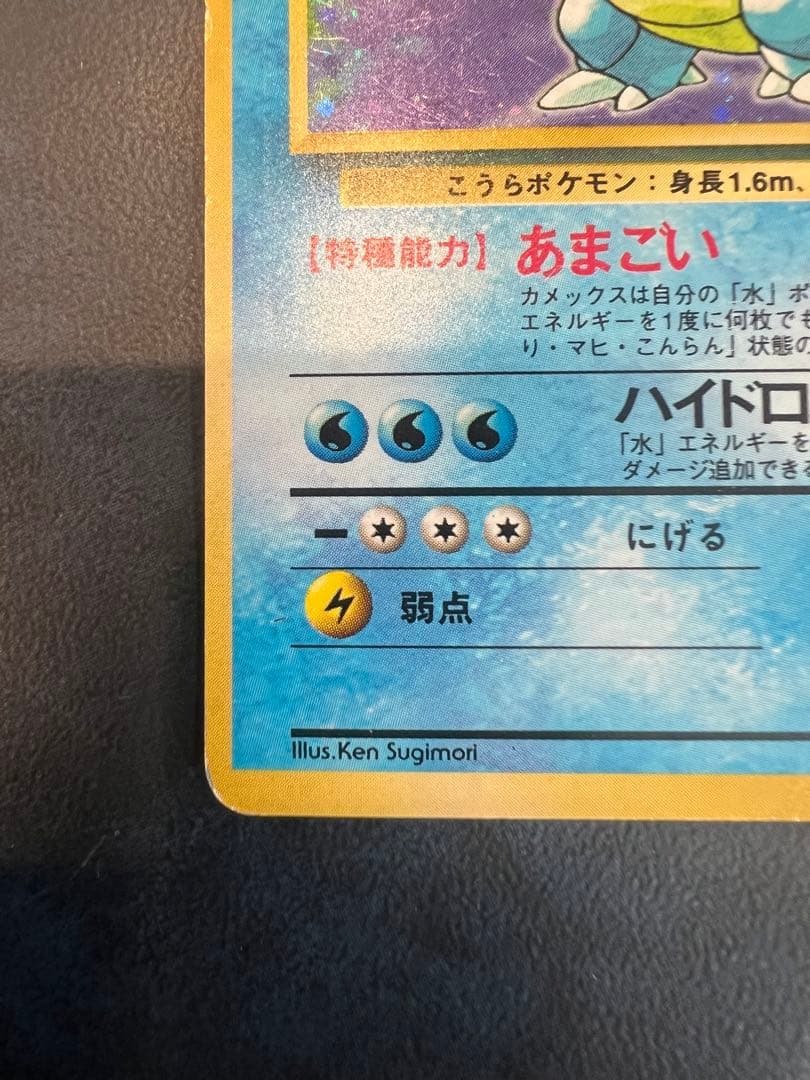 こうらポケモン：身長1.6m、
【特種能力】 あまごい
カメックスは自分の「水」ポ
エネルギーを1度に何枚でも
り・マヒ・こんらん」状態の
ハイドロ
「水」エネルギーを
ダメージ追加できる
にげる
弱点
Illus.Ken Sugimori